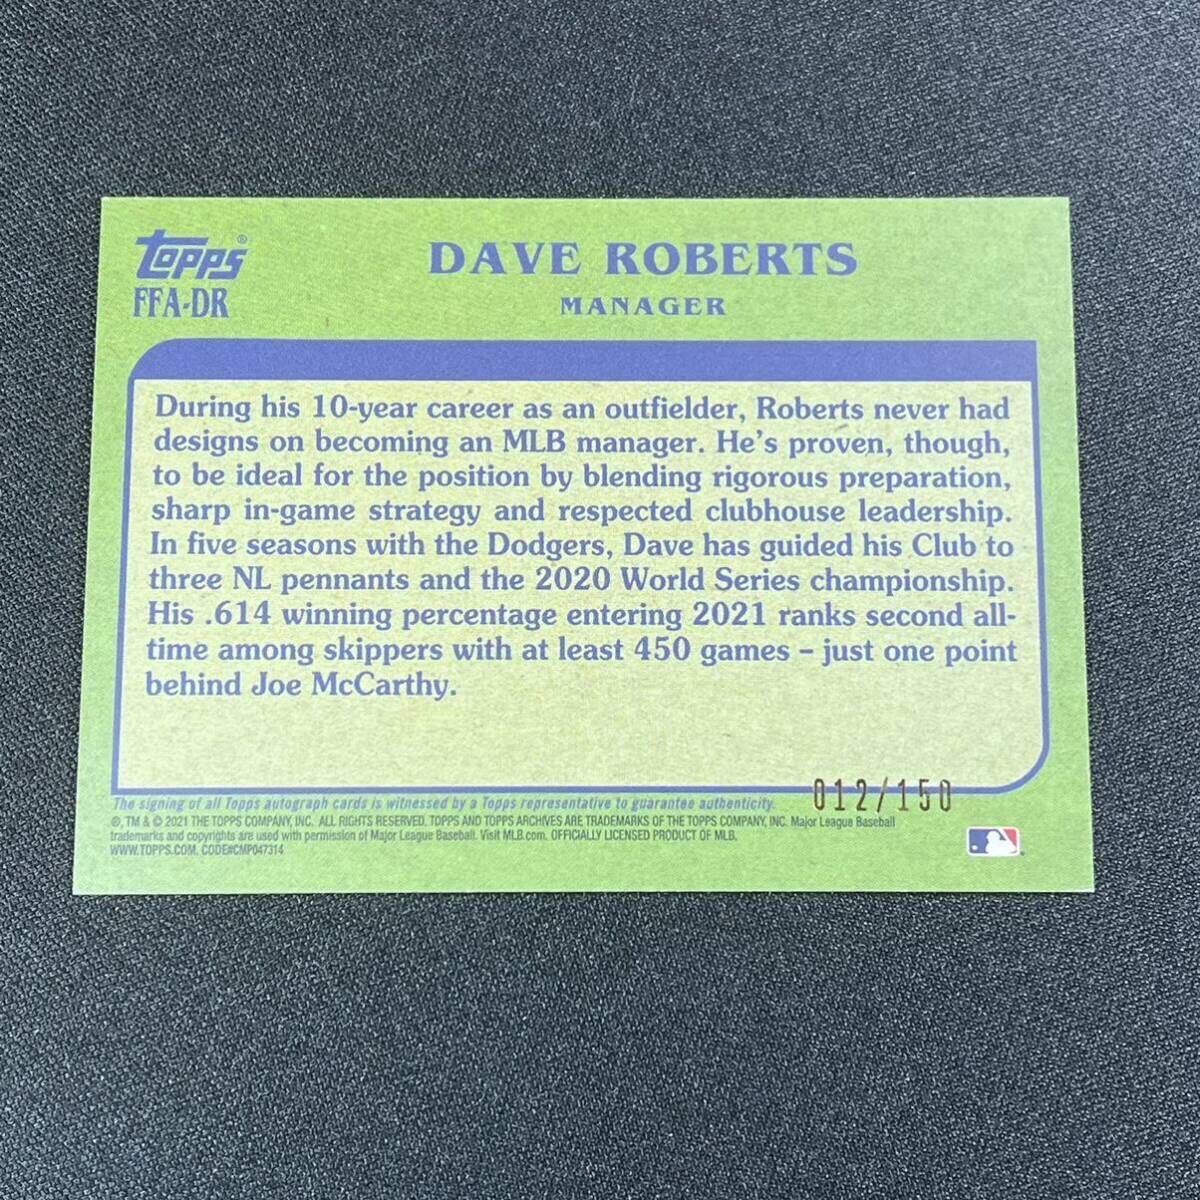 Topps®
FFA-DR
DAVE ROBERTS
MANAGER
During his 10-year career as an outfielder, Roberts never had
designs on becoming an MLB manager. He's proven, though,
to be ideal for the position by blending rigorous preparation,
sharp in-game strategy and respected clubhouse leadership.
In five seasons with the Dodgers, Dave has guided his Club to
three NL pennants and the 2020 World Series championship.
His .614 winning percentage entering 2021 ranks second all-
time among skippers with at least 450 games – just one point
behind Joe McCarthy.
012/150
The signing of all Topps autograph cards is witnessed by a Topps representative to guarantee authenticity.
®, TM & © 2021 THE TOPPS COMPANY, INC. ALL RIGHTS RESERVED. TOPPS AND TOPPS ARCHIVES ARE TRADEMARKS OF THE TOPPS COMPANY, INC. Major League Baseball
trademarks and copyrights are used with permission of Major League Baseball. Visit MLB.com. OFFICIALLY LICENSED PRODUCT OF MLB.
WWW.TOPPS.COM. CODE#CMP047314